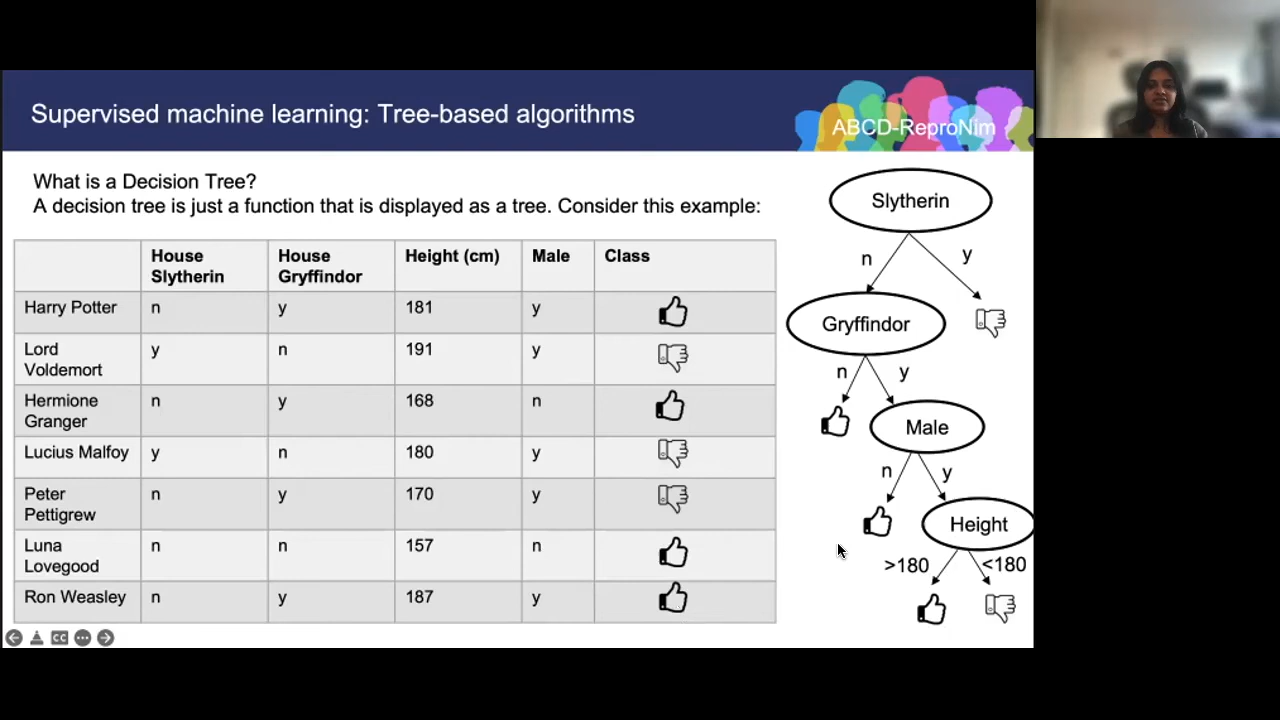 Supervised machine learning: Tree-based algorithms
ABCD-ReproNim
What is a Decision Tree?
A decision tree is just a function that is displayed as a tree. Consider this example:
House Slytherin House Gryffindor Height (cm) Male Class
Harry Potter n y 181 y
Lord Voldemort y n 191 y
Hermione Granger n y 168 n
Lucius Malfoy y n 180 y
Peter Pettigrew n y 170 y
Luna Lovegood n n 157 n
Ron Weasley n y 187 y
Slytherin
n y
Gryffindor
n y
Male
n y
Height
>180 <180
CC